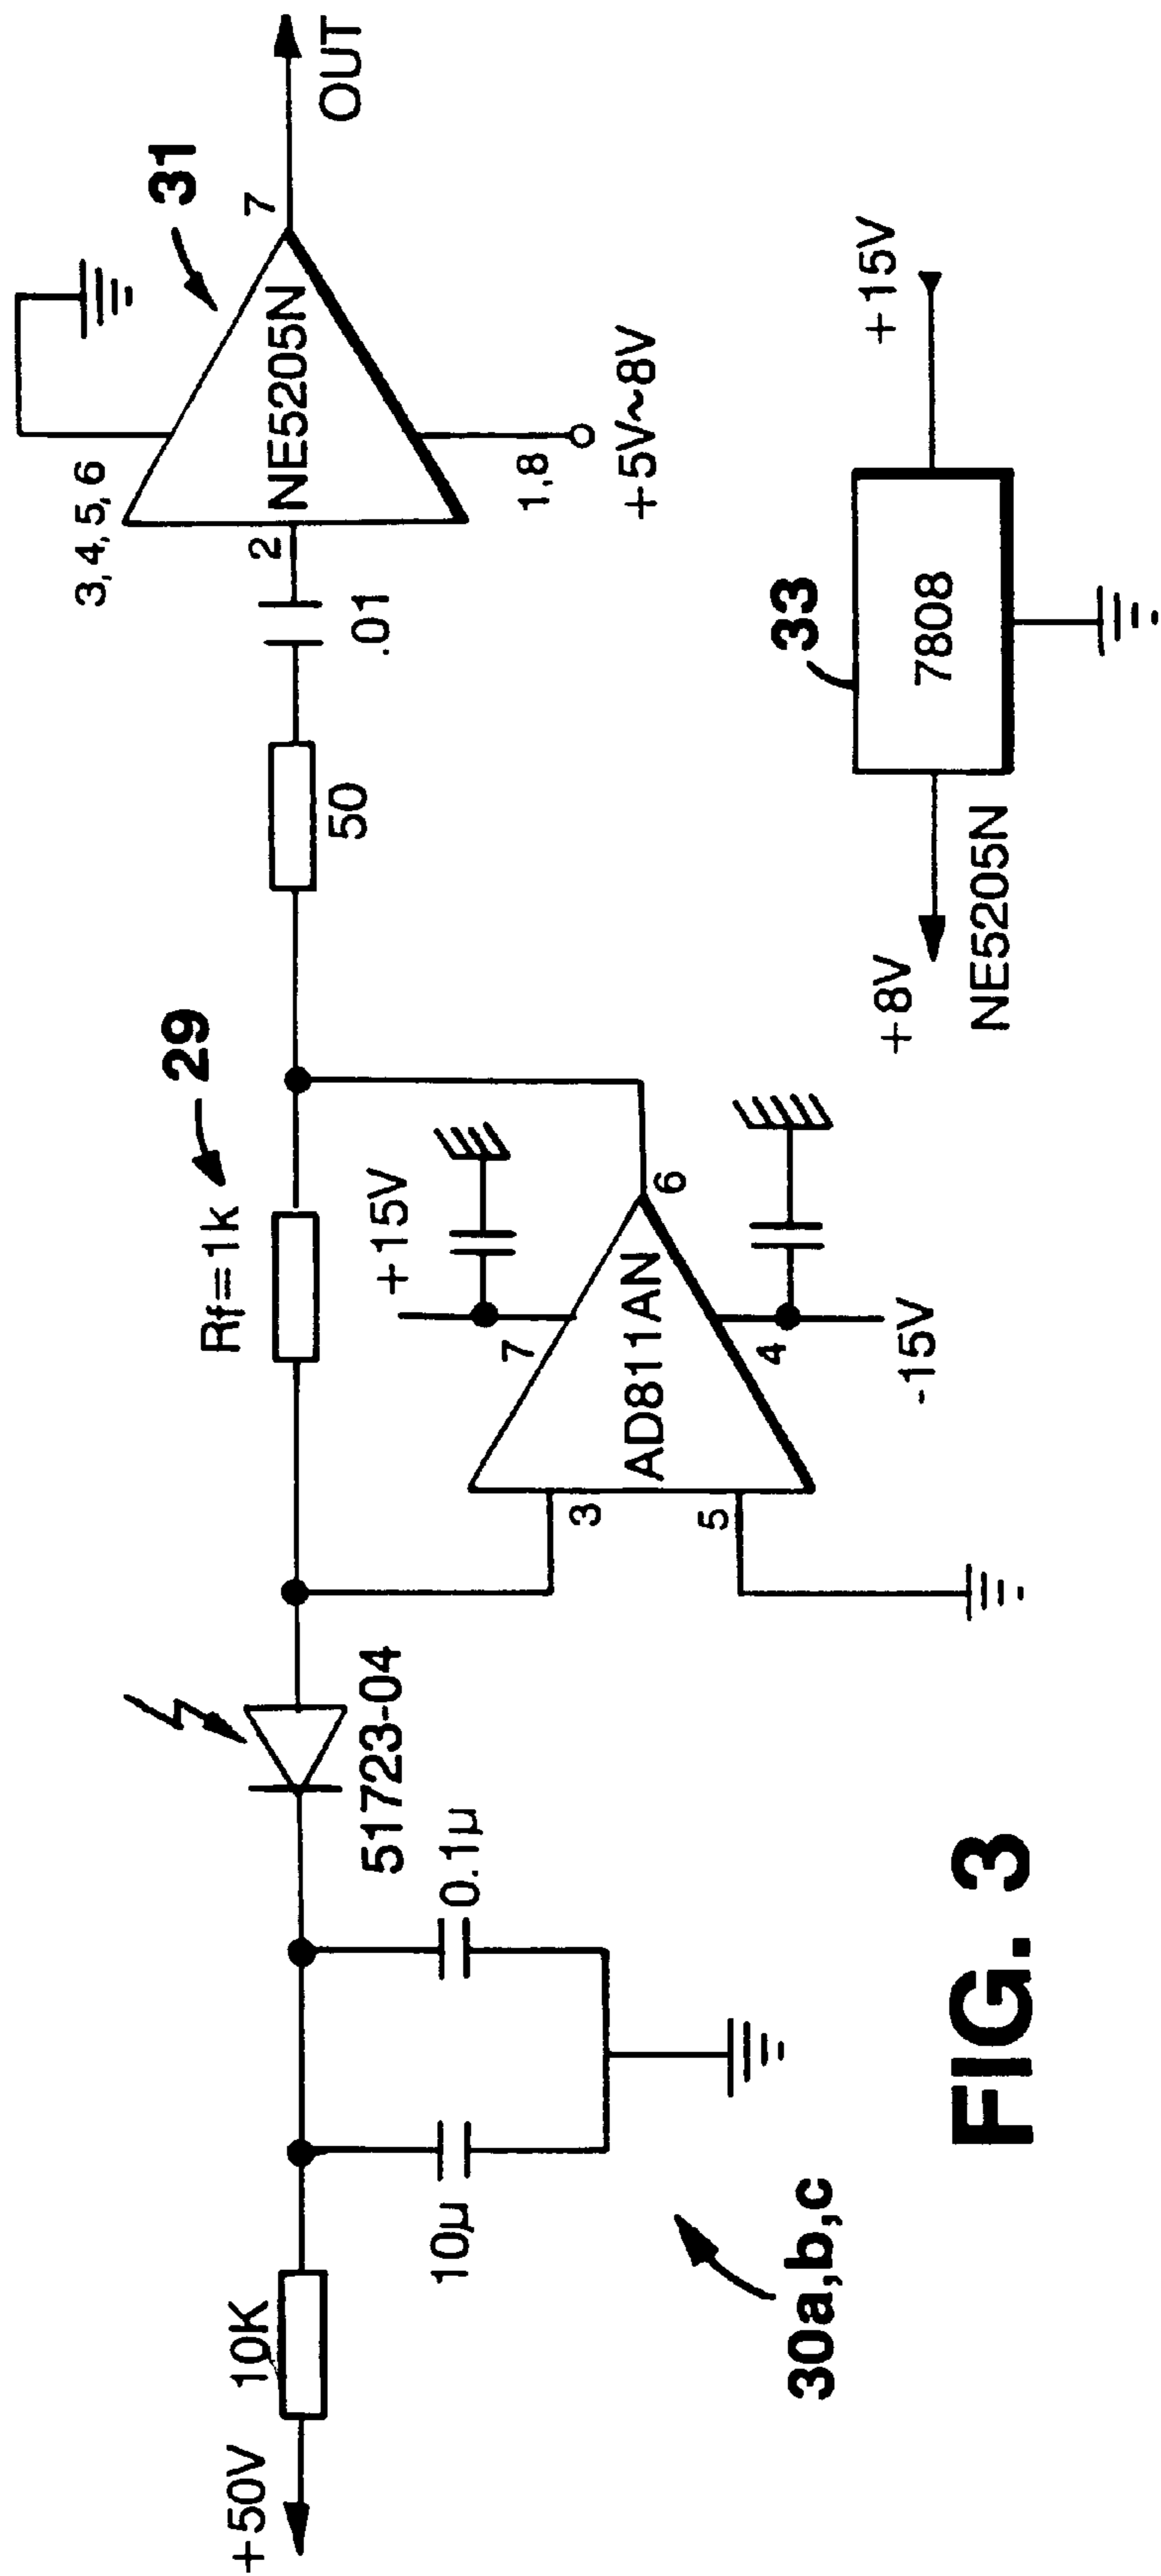 +50V
10K
10μ
0.1μ
30a,b,c
51723-04
Rf=1k
29
3
5
AD811AN
7
+15V
4
-15V
6
50
.01
2
3, 4, 5, 6
NE5205N
1,8
+5V~8V
7
31
OUT
+8V
NE5205N
33
7808
+15V
FIG. 3